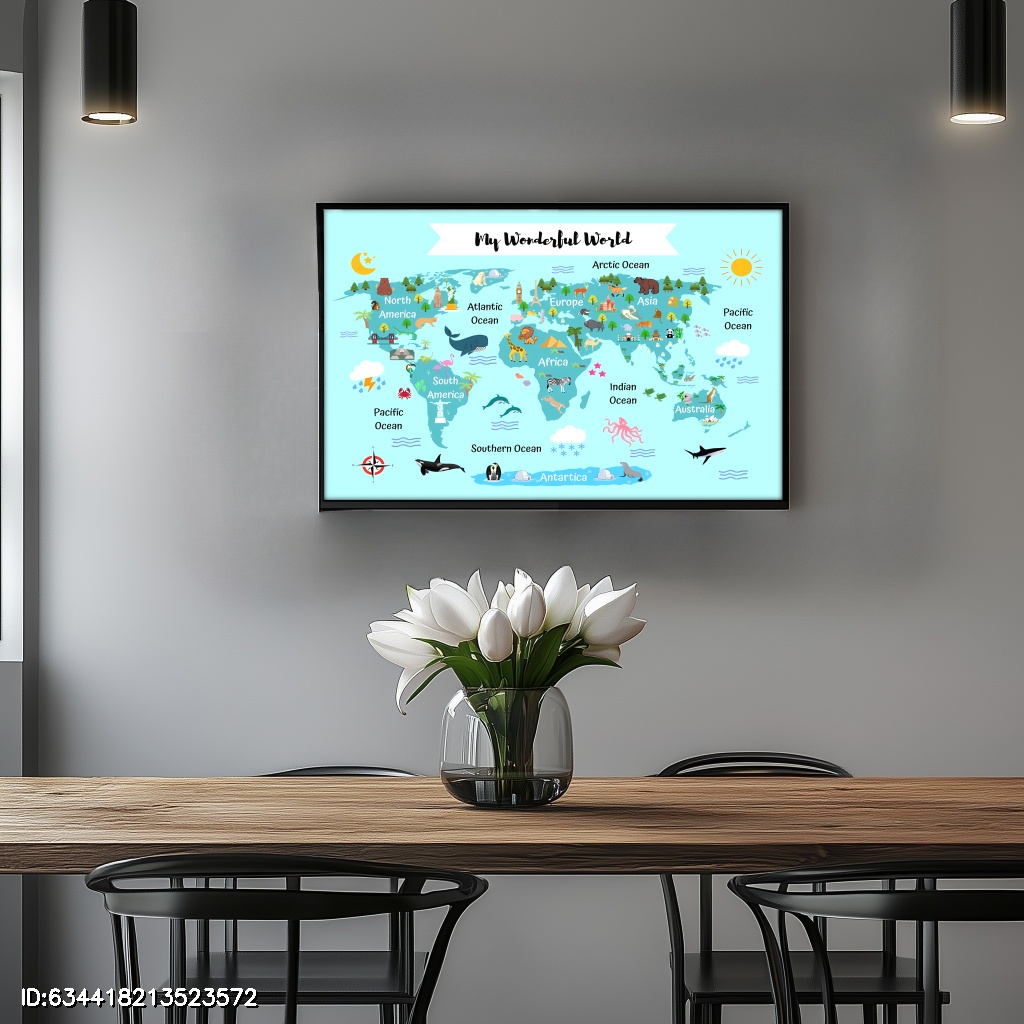 My Wonderful World
Arctic Ocean
North
America
Atlantic
Ocean
Europe
Asia
Pacific
Ocean
Africa
South
America
Indian
Ocean
Australia
Pacific
Ocean
Southern Ocean
Antartica
ID:634418213523572